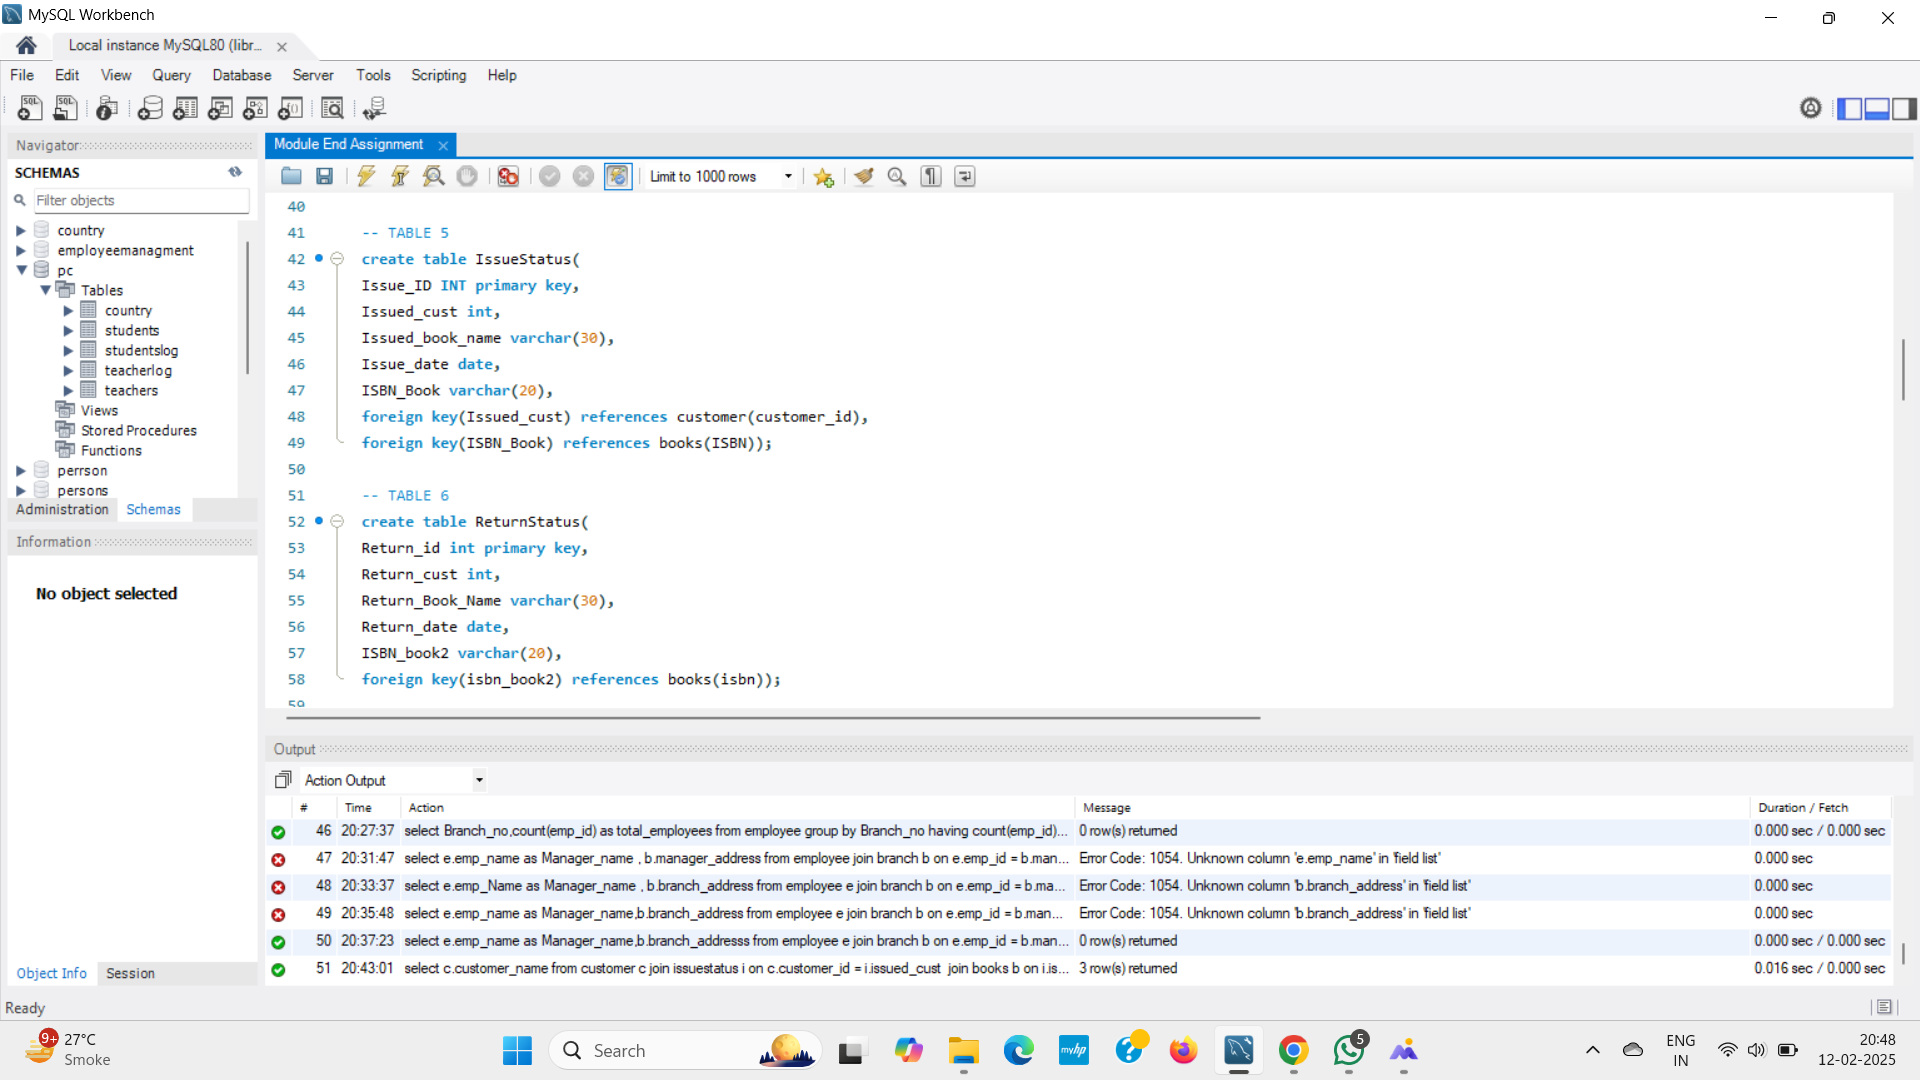 MySQL Workbench
Local instance MySQL80 (libr...
File Edit View Query Database Server Tools Scripting Help
Navigator
SCHEMAS
Filter objects
country
employeemanagment
pc
Tables
country
students
studentslog
teacherlog
teachers
Views
Stored Procedures
Functions
perrson
persons
Administration Schemas
Information
No object selected
Object Info Session
Ready
Module End Assignment
Limit to 1000 rows
40
41 -- TABLE 5
42 create table IssueStatus(
43 Issue_ID INT primary key,
44 Issued_cust int,
45 Issued_book_name varchar(30),
46 Issue_date date,
47 ISBN_Book varchar(20),
48 foreign key(Issued_cust) references customer(customer_id),
49 foreign key(ISBN_Book) references books(ISBN));
50
51 -- TABLE 6
52 create table ReturnStatus(
53 Return_id int primary key,
54 Return_cust int,
55 Return_Book_Name varchar(30),
56 Return_date date,
57 ISBN_book2 varchar(20),
58 foreign key(isbn_book2) references books(isbn));
59
Output
Action Output
# Time Action Message Duration / Fetch
46 20:27:37 select Branch_no,count(emp_id) as total_employees from employee group by Branch_no having count(emp_id)... 0 row(s) returned 0.000 sec / 0.000 sec
47 20:31:47 select e.emp_name as Manager_name , b.manager_address from employee join branch b on e.emp_id = b.man... Error Code: 1054. Unknown column 'e.emp_name' in 'field list' 0.000 sec
48 20:33:37 select e.emp_Name as Manager_name , b.branch_address from employee e join branch b on e.emp_id = b.ma... Error Code: 1054. Unknown column 'b.branch_address' in 'field list' 0.000 sec
49 20:35:48 select e.emp_name as Manager_name,b.branch_address from employee e join branch b on e.emp_id = b.man... Error Code: 1054. Unknown column 'b.branch_address' in 'field list' 0.000 sec
50 20:37:23 select e.emp_name as Manager_name,b.branch_addresss from employee e join branch b on e.emp_id = b.man... 0 row(s) returned 0.000 sec / 0.000 sec
51 20:43:01 select c.customer_name from customer c join issuestatus i on c.customer_id = i.issued_cust join books b on i.is... 3 row(s) returned 0.016 sec / 0.000 sec
9+
27°C
Smoke
Search
myhp
5
ENG
IN
20:48
12-02-2025